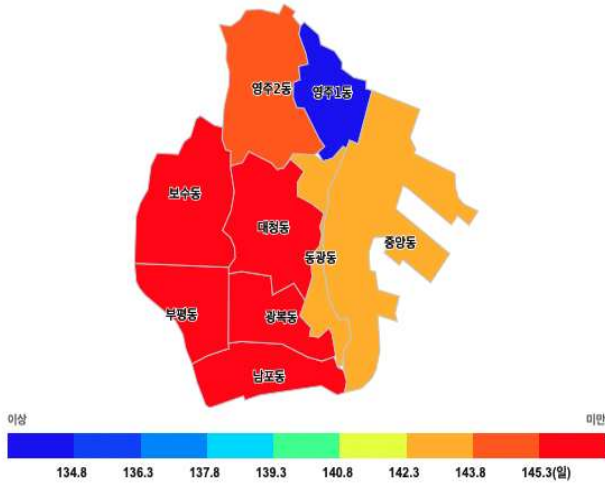 영주2동
영주1동
보수동
대청동
동광동
중앙동
부평동
광복동
남포동
이상 미만
134.8 136.3 137.8 139.3 140.8 142.3 143.8 145.3(일)